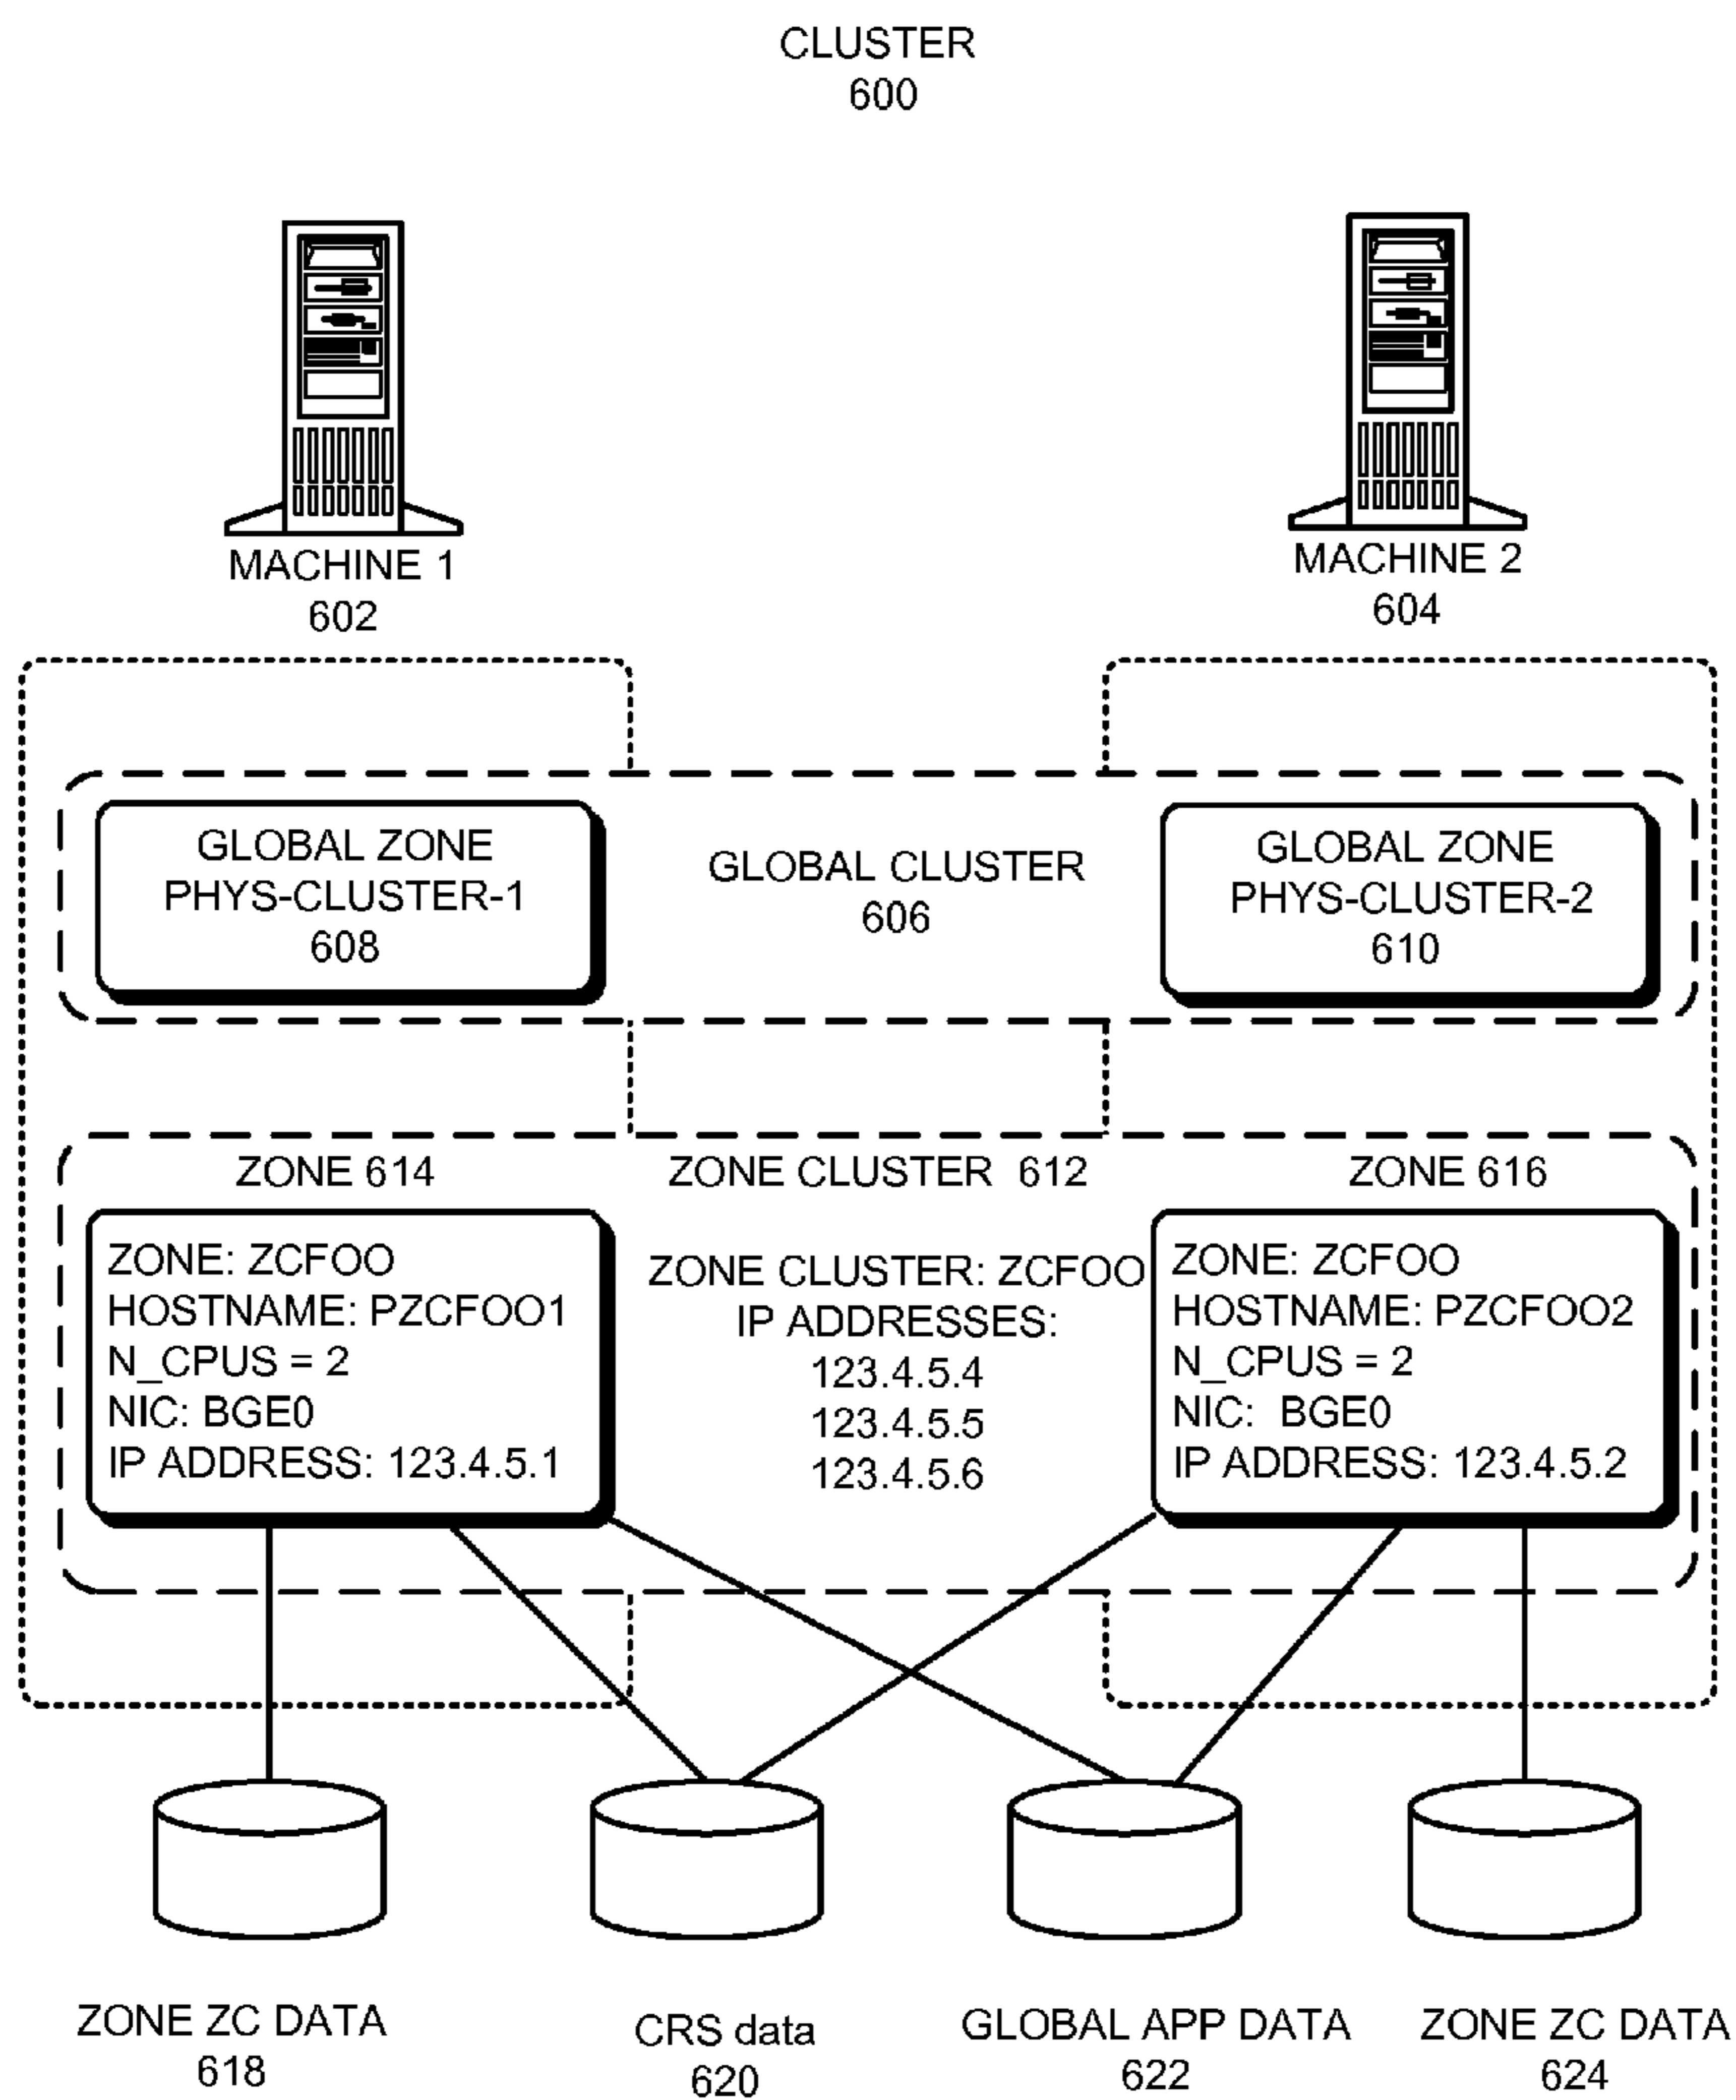 CLUSTER
600
MACHINE 1
602
MACHINE 2
604
GLOBAL ZONE
PHYS-CLUSTER-1
608
GLOBAL CLUSTER
606
GLOBAL ZONE
PHYS-CLUSTER-2
610
ZONE 614
ZONE: ZCFOO
HOSTNAME: PZCFOO1
N_CPUS = 2
NIC: BGE0
IP ADDRESS: 123.4.5.1
ZONE CLUSTER 612
ZONE CLUSTER: ZCFOO
IP ADDRESSES:
123.4.5.4
123.4.5.5
123.4.5.6
ZONE 616
ZONE: ZCFOO
HOSTNAME: PZCFOO2
N_CPUS = 2
NIC: BGE0
IP ADDRESS: 123.4.5.2
ZONE ZC DATA
618
CRS data
620
GLOBAL APP DATA
622
ZONE ZC DATA
624